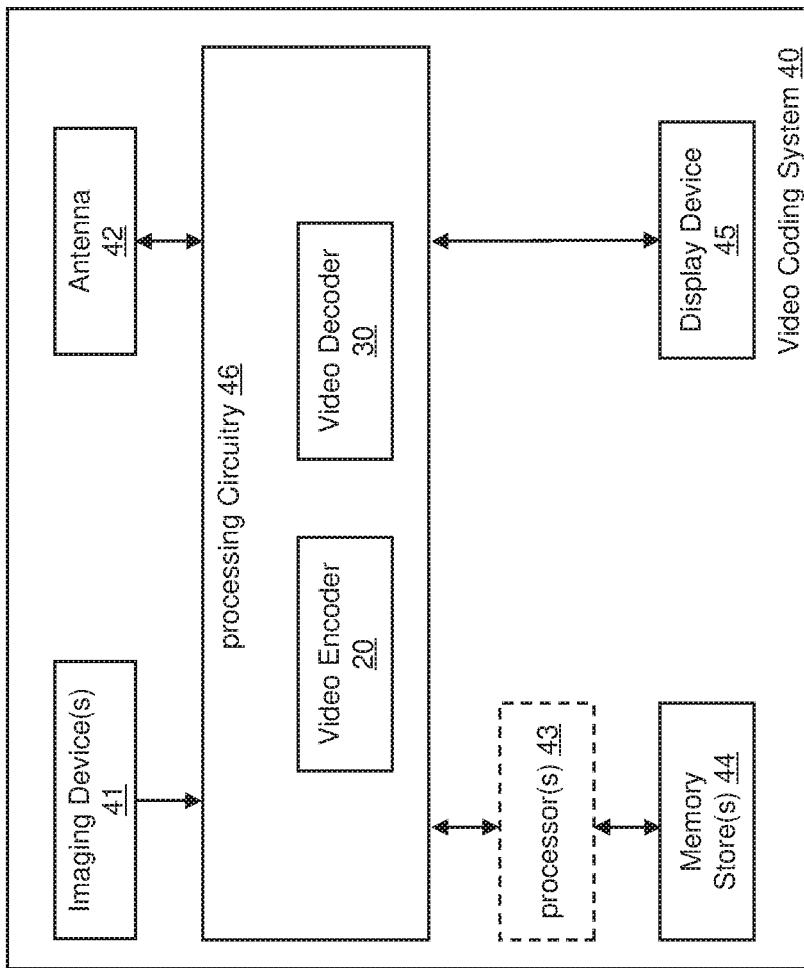 Imaging Device(s)
41
Antenna
42
processing Circuitry 46
Video Encoder
20
Video Decoder
30
processor(s) 43
Memory
Store(s) 44
Display Device
45
Video Coding System 40